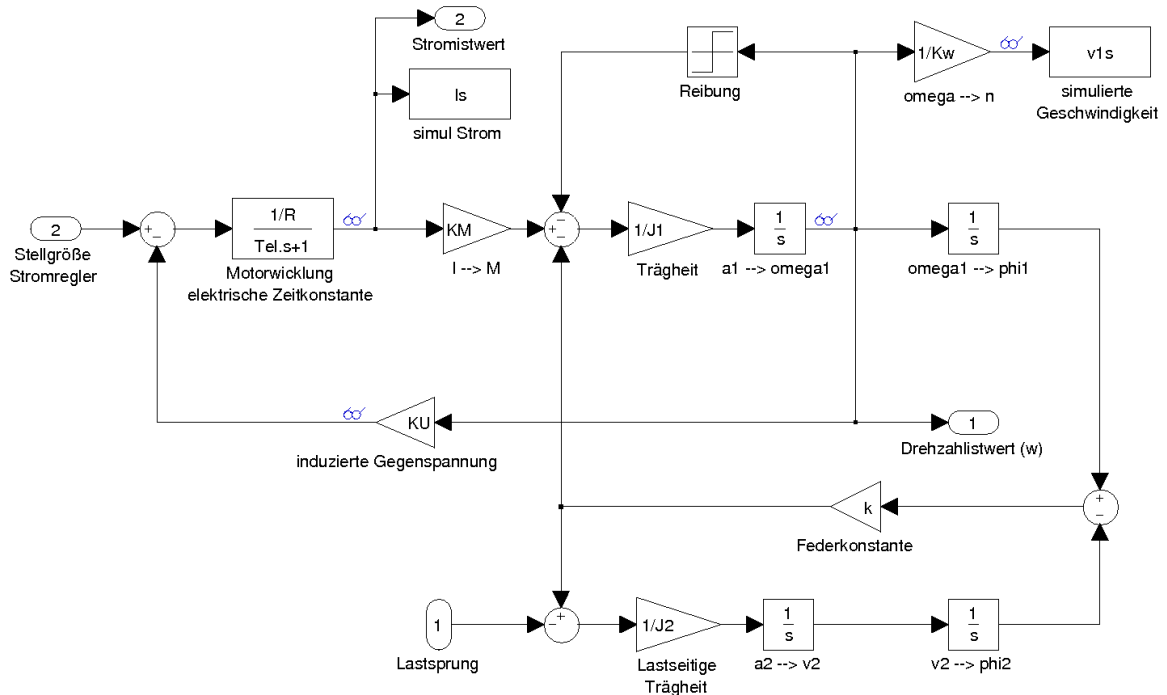 2
Stromistwert
Is
simul Strom
Reibung
1/Kw
omega --> n
v1s
simulierte
Geschwindigkeit
2
Stellgröße
Stromregler
+
−
1/R
Tel.s+1
Motorwicklung
elektrische Zeitkonstante
KM
I --> M
−
+
−
1/J1
Trägheit
1
s
a1 --> omega1
1
s
omega1 --> phi1
KU
induzierte Gegenspannung
1
DrehzahlIstwert (w)
k
Federkonstante
+
−
1
Lastsprung
+
−
1/J2
Lastseitige
Trägheit
1
s
a2 --> v2
1
s
v2 --> phi2